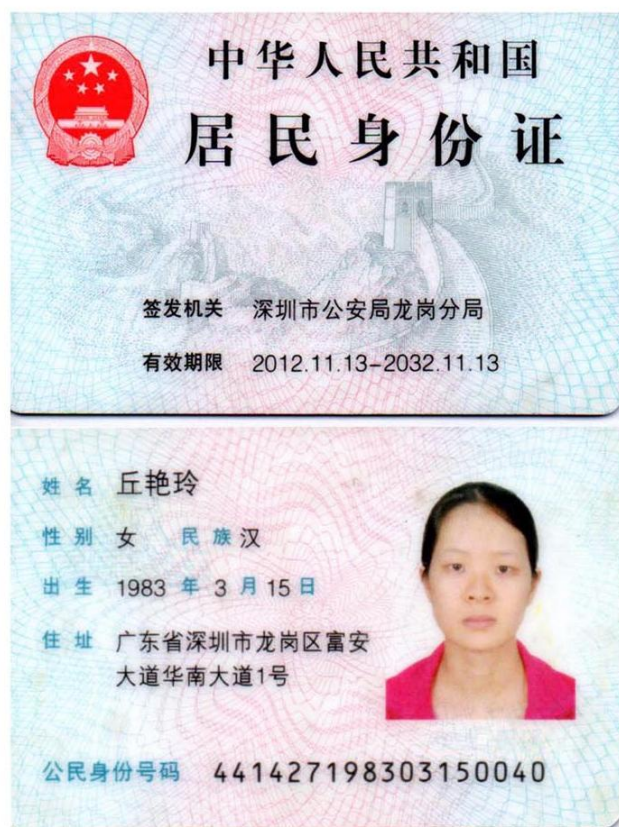 中华人民共和国
居民身份证
签发机关 深圳市公安局龙岗分局
有效期限 2012.11.13-2032.11.13
姓名 丘艳玲
性别 女 民族 汉
出生 1983 年 3 月 15 日
住址 广东省深圳市龙岗区富安
大道华南大道1号
公民身份号码 441427198303150040